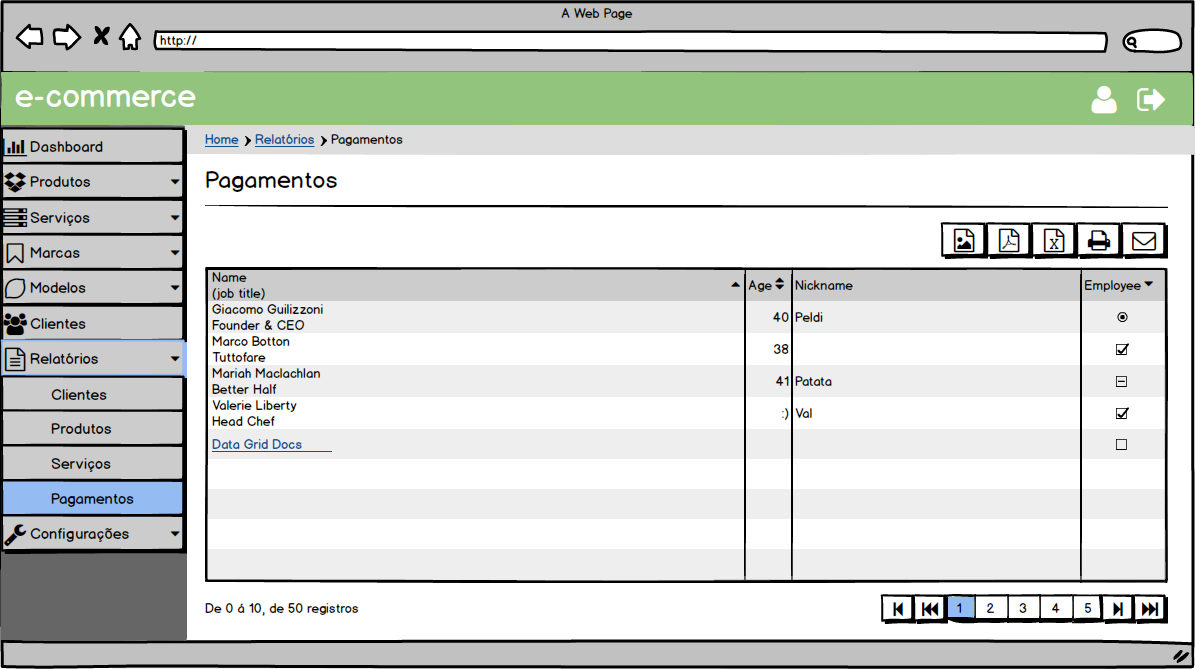 A Web Page
http://
e-commerce
Dashboard
Produtos
Serviços
Marcas
Modelos
Clientes
Relatórios
Clientes
Produtos
Serviços
Pagamentos
Configurações
Home Relatórios Pagamentos
Pagamentos
Name
(job title)
Age
Nickname
Employee
Giacomo Guilizzoni
Founder & CEO
40 Peldi
Marco Botton
Tuttofare
38
Mariah Maclachlan
Better Half
41 Patata
Valerie Liberty
Head Chef
:) Val
Data Grid Docs
De 0 á 10, de 50 registros
1 2 3 4 5